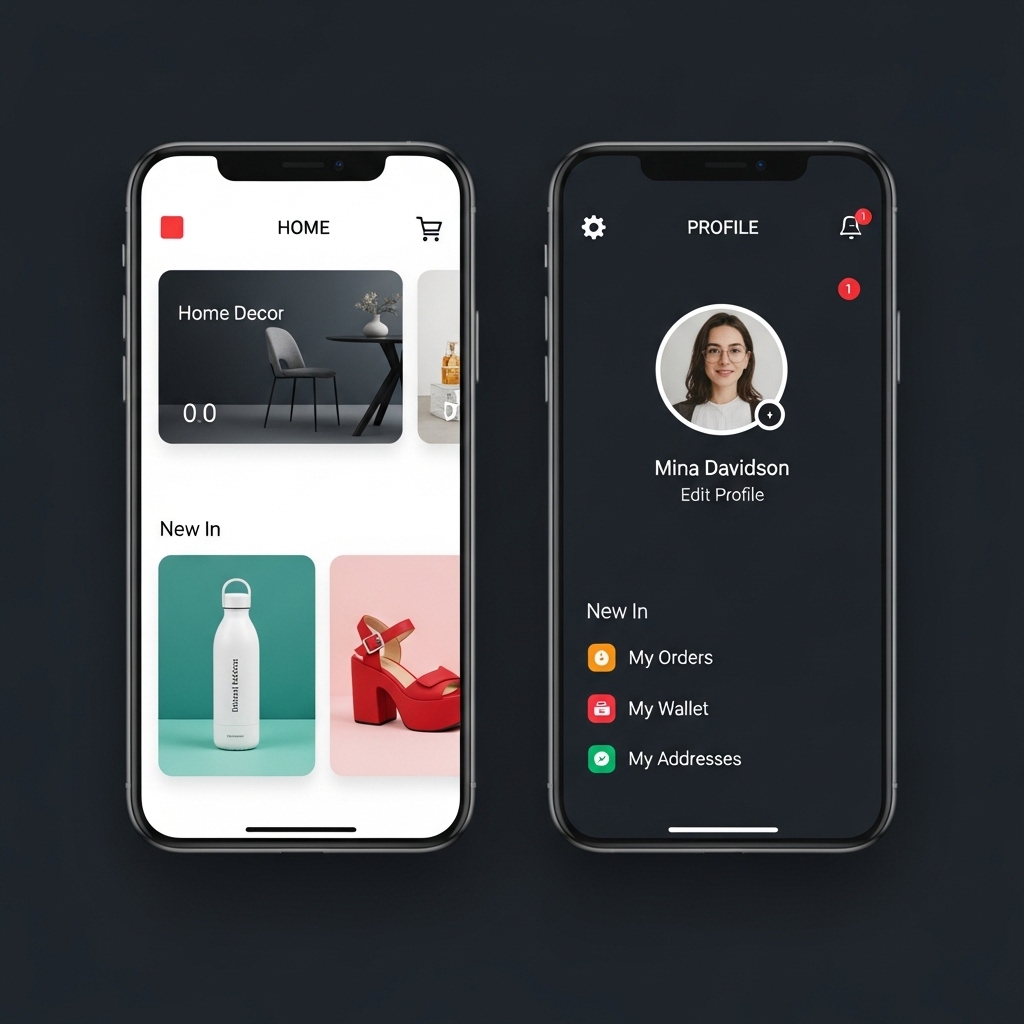 HOME
Home Decor
0.0
New In
PROFILE
1
1
Mina Davidson
Edit Profile
New In
My Orders
My Wallet
My Addresses